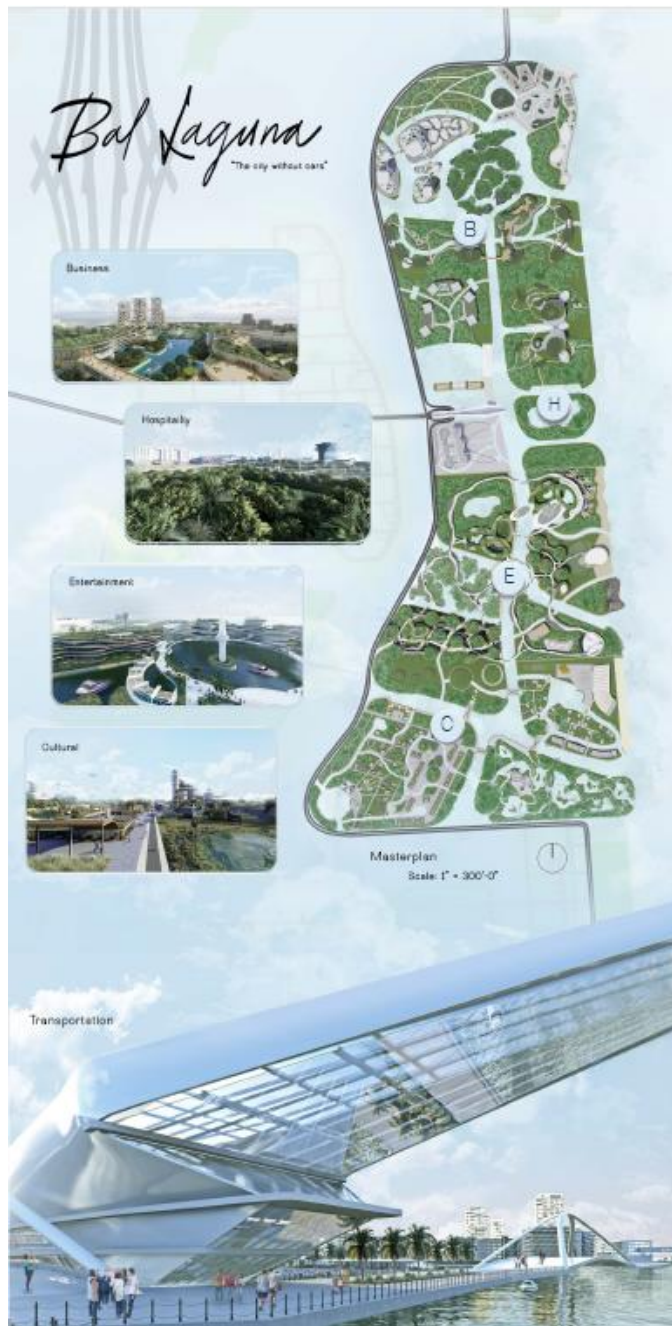 Bal Laguna
"The city without cars"
Business
Hospitality
Entertainment
Cultural
B
H
E
C
Masterplan
Scale: 1" = 300'-0"
Transportation